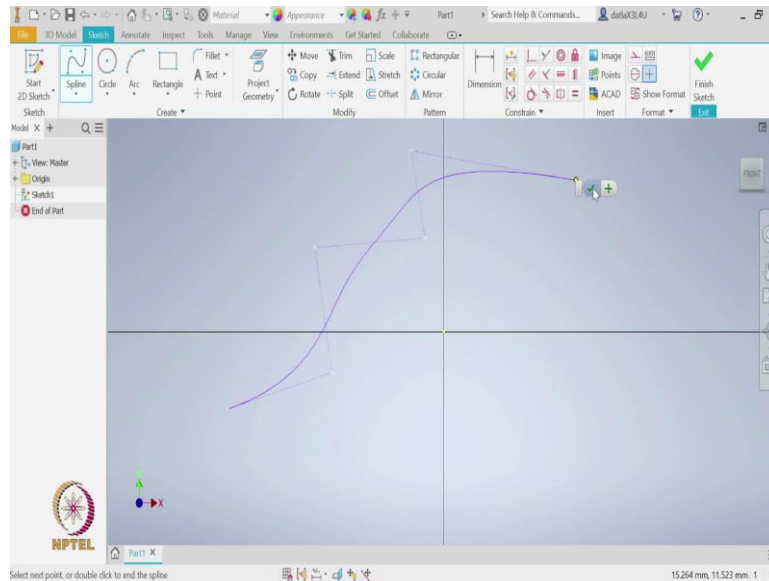 Material Appearance Part1 Search Help & Commands... datlaX3L4U
File 3D Model Sketch Annotate Inspect Tools Manage View Environments Get Started Collaborate
Start 2D Sketch Spline Circle Arc Rectangle Fillet Text Point Project Geometry Move Trim Scale Copy Extend Stretch Rotate Split Offset Rectangular Circular Mirror Dimension Image Points ACAD Show Format Finish Sketch
Sketch Create Modify Pattern Constrain Insert Format Exit
Model
Part1
View: Master
Origin
Sketch1
End of Part
FRONT
X
NPTEL
Part1
Select next point, or double click to end the spline 15.264 mm, 11.523 mm 1